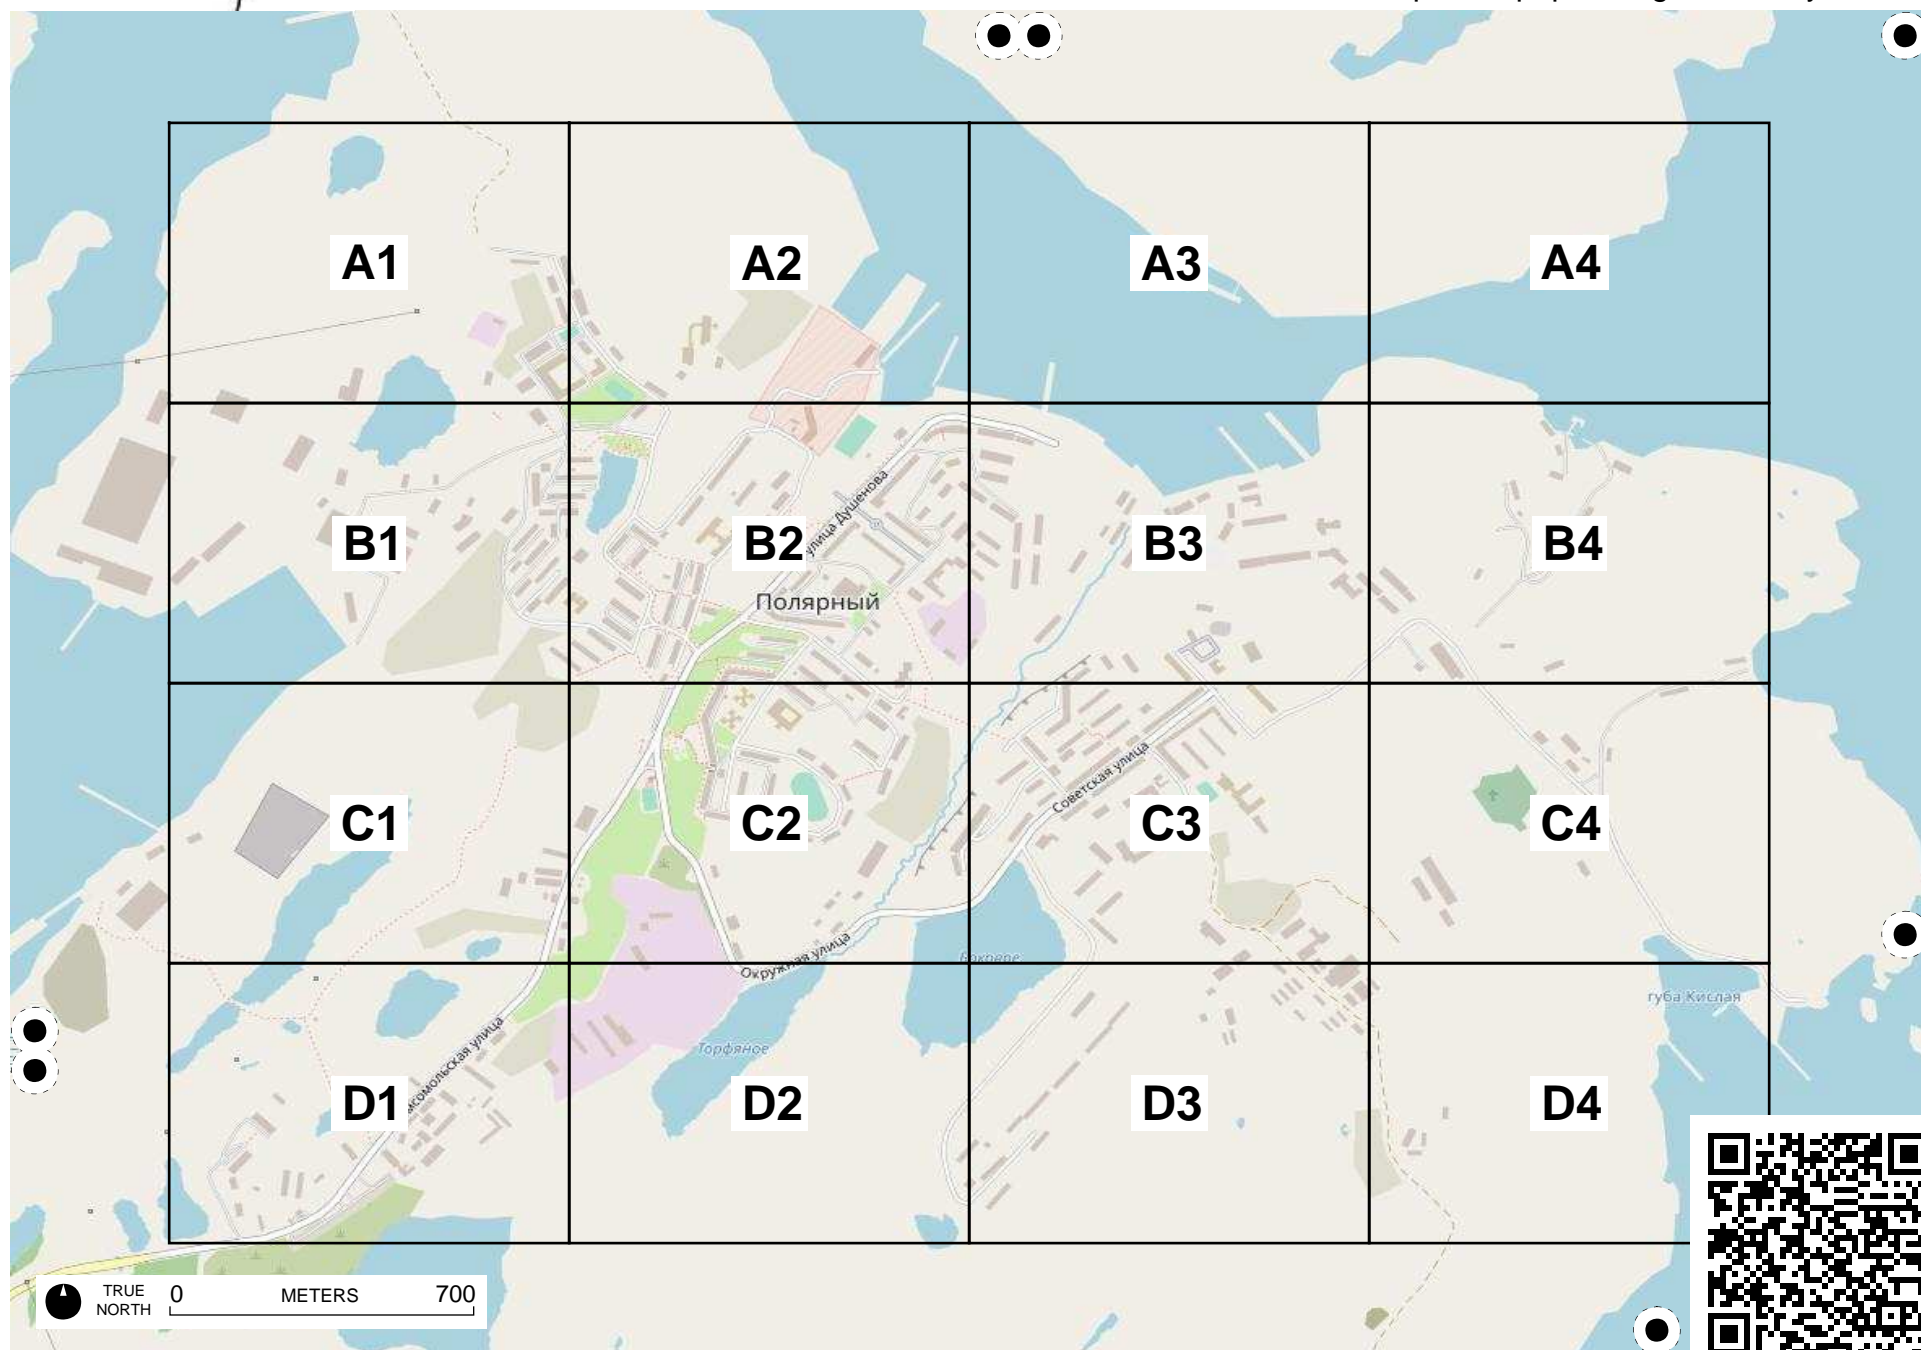 A1
A2
A3
A4
B1
B2
B3
B4
улица Душенова
Полярный
C1
C2
C3
C4
Советская улица
Окружная улица
губа Кислая
Торфяное
D1
D2
D3
D4
TRUE
NORTH
0
METERS
700